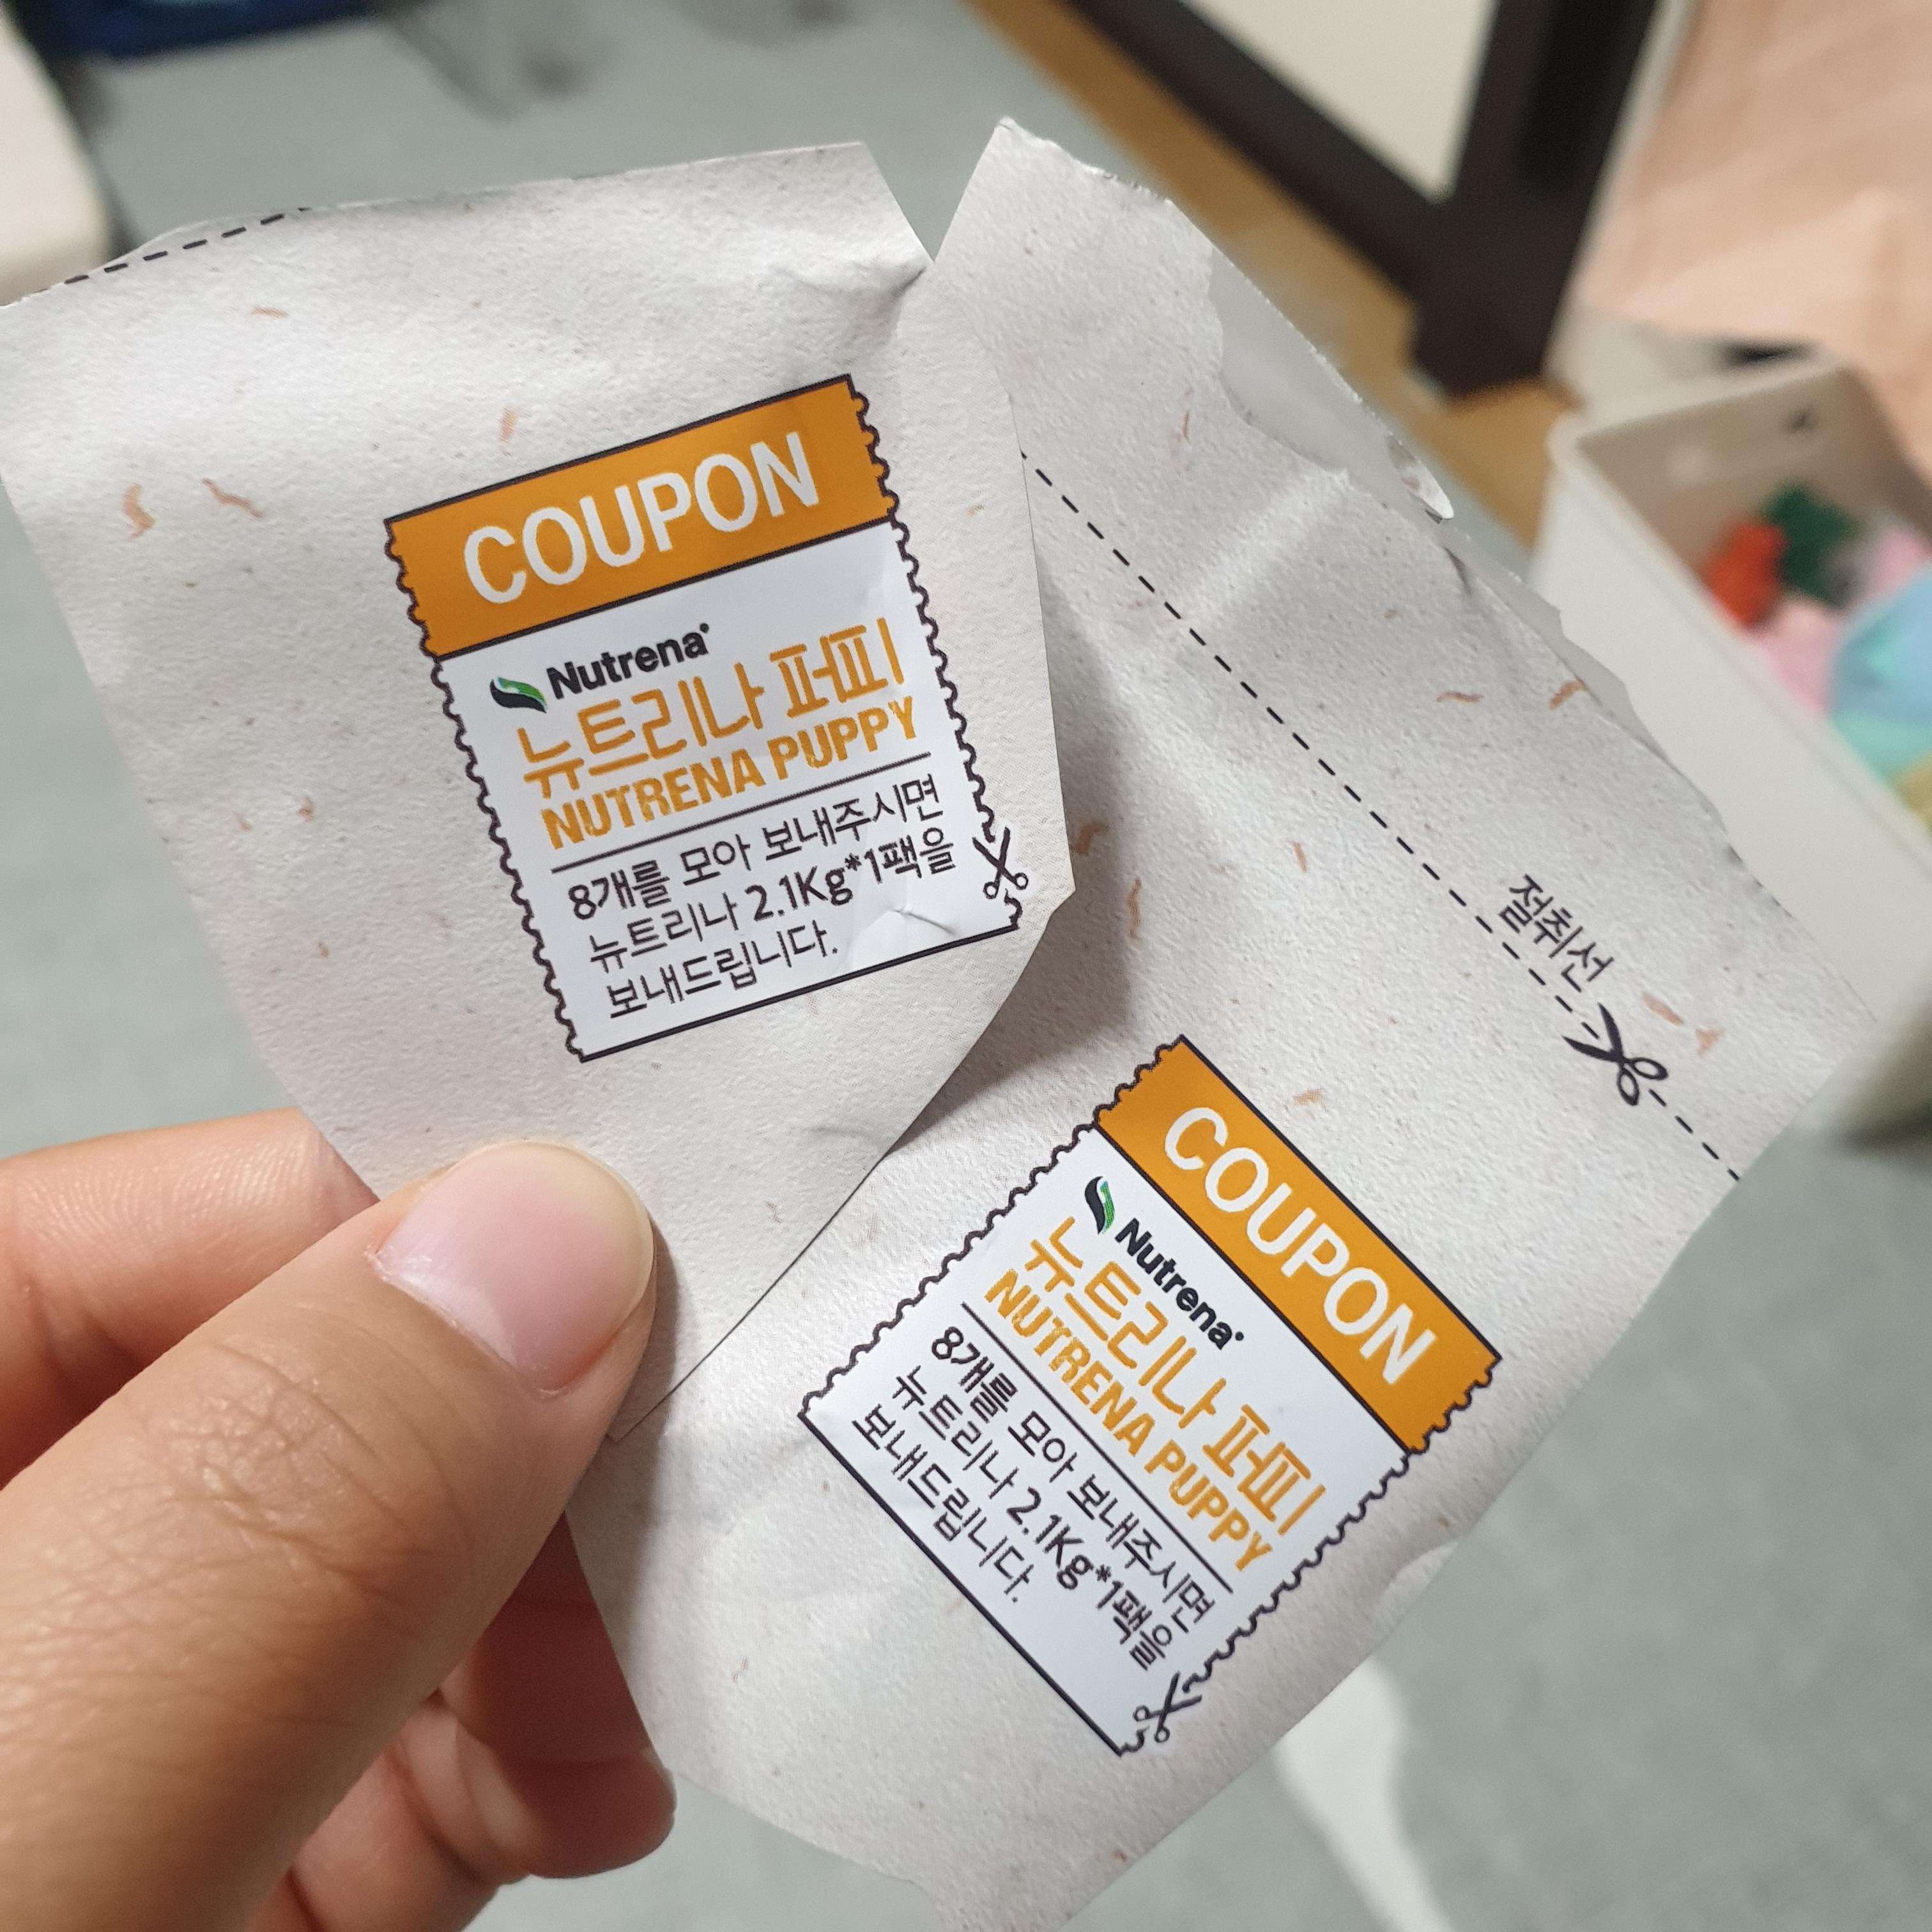 COUPON
Nutrena
뉴트리나 퍼피
NUTRENA PUPPY
8개를 모아 보내주시면
뉴트리나 2.1Kg*1팩을
보내드립니다.
절취선
COUPON
Nutrena
뉴트리나 퍼피
NUTRENA PUPPY
8개를 모아 보내주시면
뉴트리나 2.1Kg*1팩을
보내드립니다.